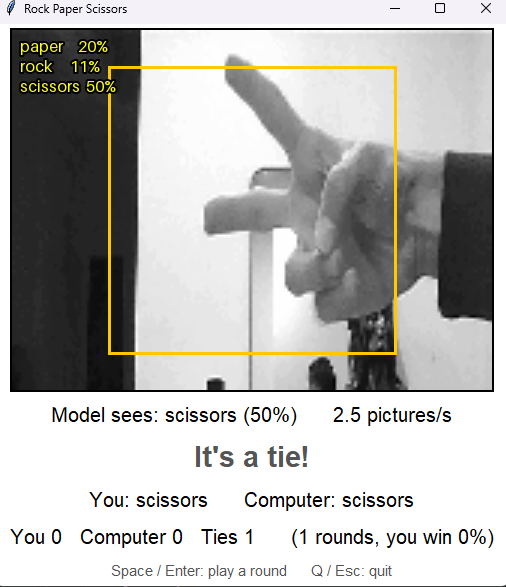 Rock Paper Scissors
paper 20%
rock 11%
scissors 50%
Model sees: scissors (50%) 2.5 pictures/s
It's a tie!
You: scissors Computer: scissors
You 0 Computer 0 Ties 1 (1 rounds, you win 0%)
Space / Enter: play a round Q / Esc: quit